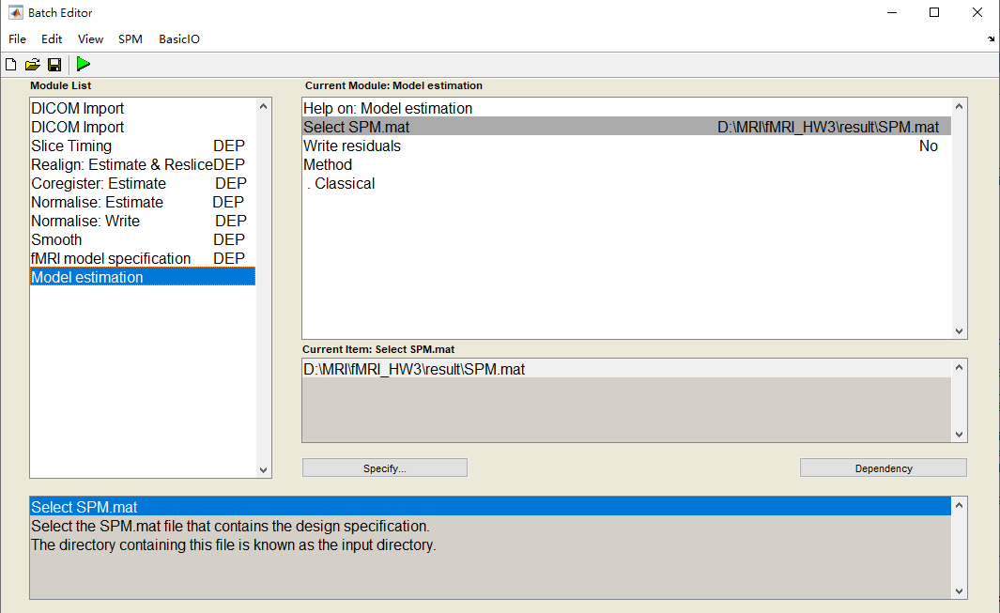 Batch Editor
File Edit View SPM BasicIO
Module List
DICOM Import
DICOM Import
Slice Timing DEP
Realign: Estimate & Reslice DEP
Coregister: Estimate DEP
Normalise: Estimate DEP
Normalise: Write DEP
Smooth DEP
fMRI model specification DEP
Model estimation
Current Module: Model estimation
Help on: Model estimation
Select SPM.mat D:\MRI\fMRI_HW3\result\SPM.mat
Write residuals No
Method
. Classical
Current Item: Select SPM.mat
D:\MRI\fMRI_HW3\result\SPM.mat
Specify... Dependency
Select SPM.mat
Select the SPM.mat file that contains the design specification.
The directory containing this file is known as the input directory.